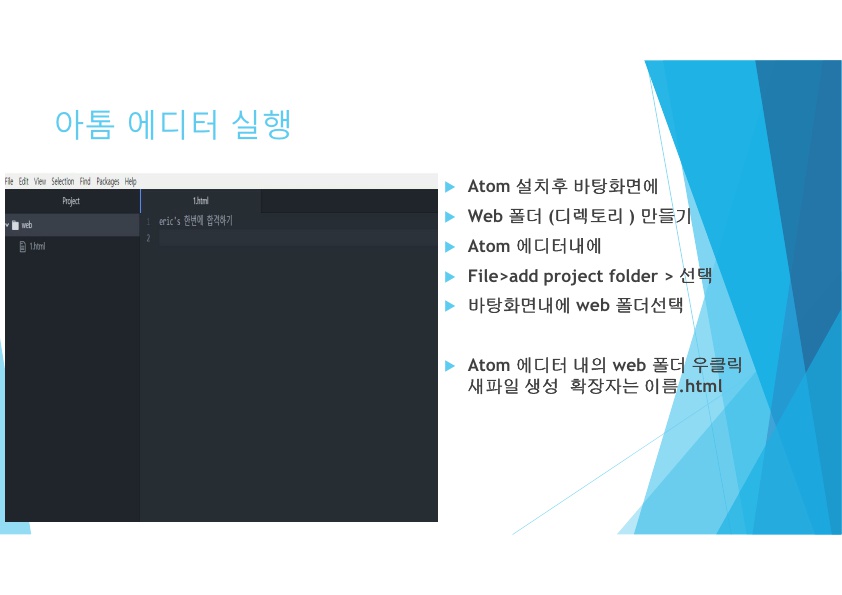 아톰 에디터 실행
File Edit View Selection Find Packages Help
Project
1.html
web
1.html
1 eric's 한번에 합격하기
2
Atom 설치후 바탕화면에
Web 폴더 (디렉토리 ) 만들기
Atom 에디터내에
File>add project folder > 선택
바탕화면내에 web 폴더선택
Atom 에디터 내의 web 폴더 우클릭
새파일 생성  확장자는 이름.html